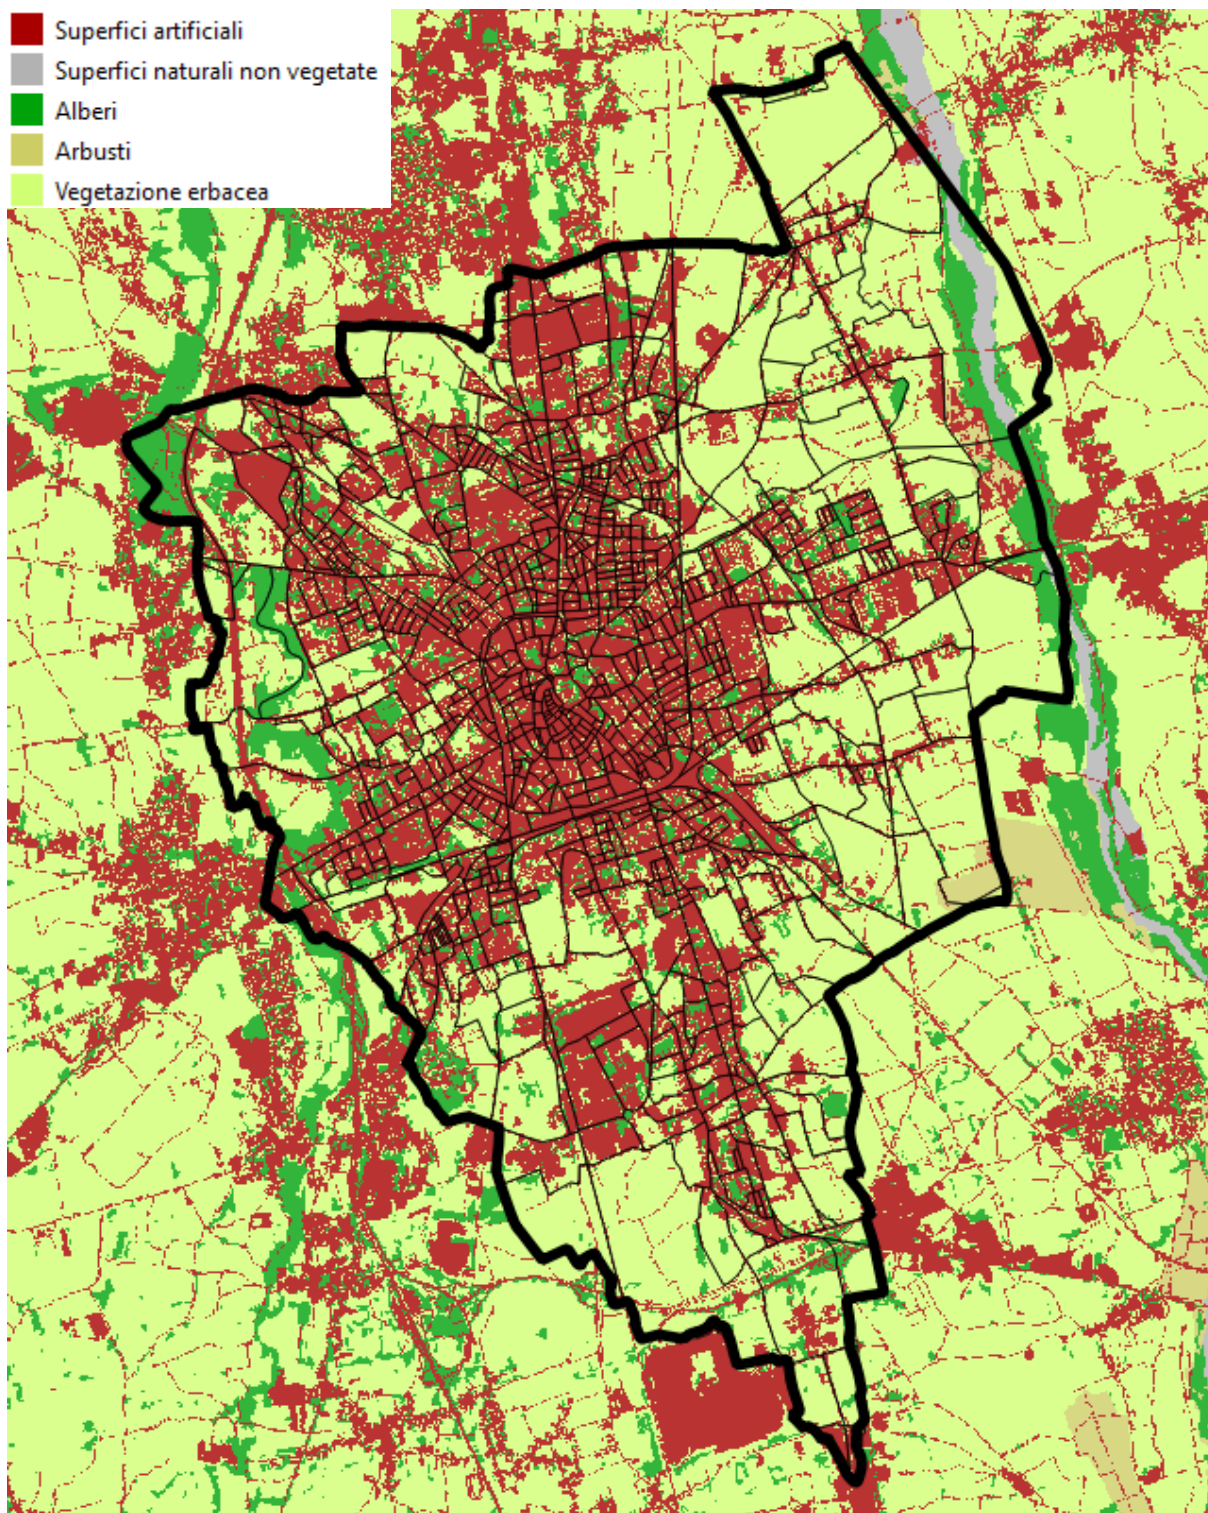 Superfici artificiali
Superfici naturali non vegetate
Alberi
Arbusti
Vegetazione erbacea